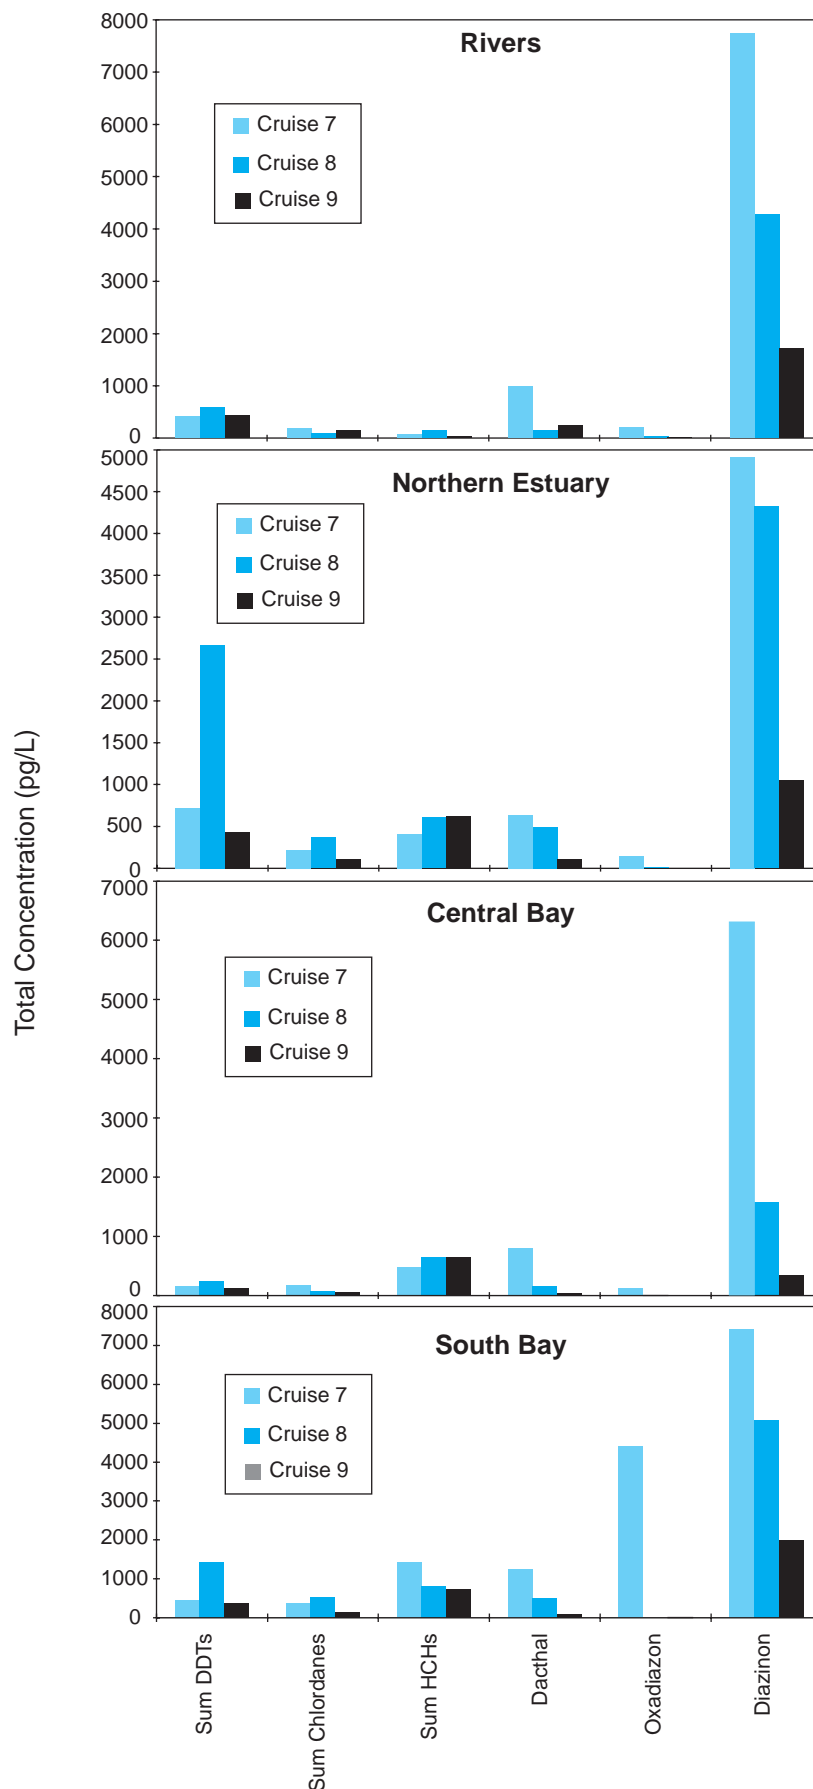 Total Concentration (pg/L)
Rivers
8000
7000
6000
5000
4000
3000
2000
1000
0
Cruise 7
Cruise 8
Cruise 9
Northern Estuary
5000
4500
4000
3500
3000
2500
2000
1500
1000
500
0
Cruise 7
Cruise 8
Cruise 9
Central Bay
7000
6000
5000
4000
3000
2000
1000
0
Cruise 7
Cruise 8
Cruise 9
South Bay
8000
7000
6000
5000
4000
3000
2000
1000
0
Cruise 7
Cruise 8
Cruise 9
Sum DDTs
Sum Chlordanes
Sum HCHs
Dacthal
Oxadiazon
Diazinon